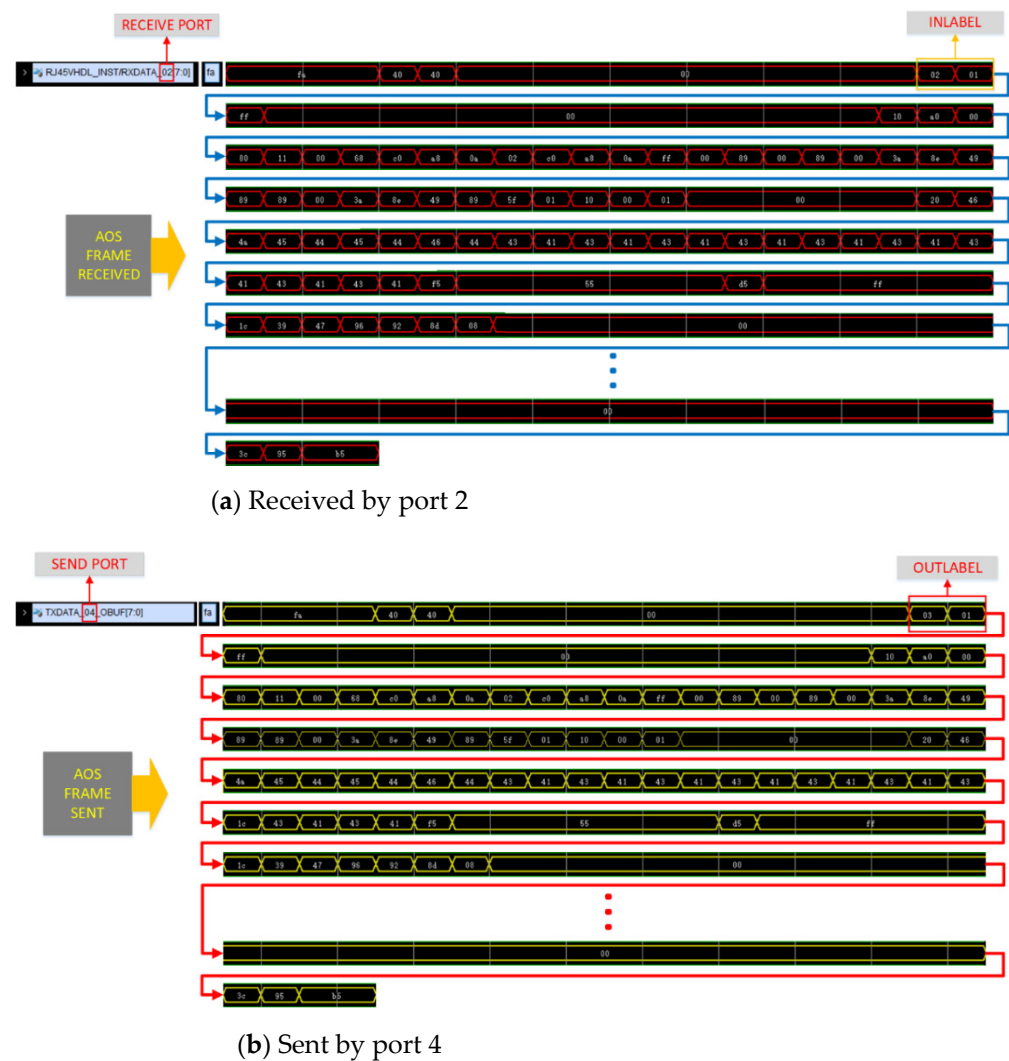 RECEIVE PORT
INLABEL
RJ45VHDL_INST/RXDATA_02[7:0] fa fa 40 40 00 02 01
ff 00 10 a0 00
80 11 00 68 c0 a8 0a 02 c0 a8 0a ff 00 89 00 89 00 3a 8e 49
89 89 00 3a 8e 49 89 5f 01 10 00 01 00 20 46
4a 45 44 45 44 46 44 43 41 43 41 43 41 43 41 43 41 43 41 43
AOS
FRAME
RECEIVED
41 43 41 43 41 f5 55 d5 ff
1c 39 47 96 92 8d 08 00
00
3c 95 b5
(a) Received by port 2
SEND PORT
OUTLABEL
TXDATA_04_OBUF[7:0] fa fa 40 40 00 03 01
ff 00 10 a0 00
80 11 00 68 c0 a8 0a 02 c0 a8 0a ff 00 89 00 89 00 3a 8e 49
89 89 00 3a 8e 49 89 5f 01 10 00 01 00 20 46
AOS
FRAME
SENT
4a 45 44 45 44 46 44 43 41 43 41 43 41 43 41 43 41 43 41 43
1c 43 41 43 41 f5 55 d5 ff
1c 39 47 96 92 8d 08 00
00
3c 95 b5
(b) Sent by port 4